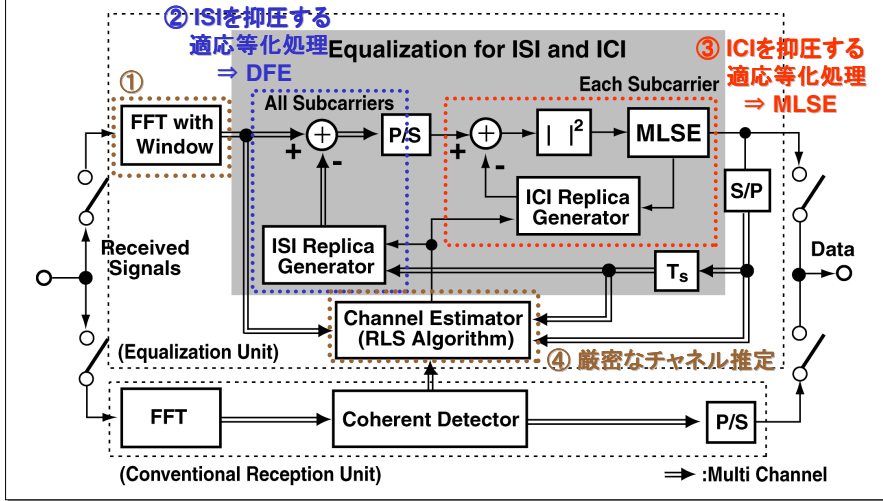 ② ISIを抑圧する
適応等化処理
⇒ DFE
Equalization for ISI and ICI
③ ICIを抑圧する
適応等化処理
⇒ MLSE
①
All Subcarriers
Each Subcarrier
FFT with
Window
+
+
-
P/S
+
+
-
| |²
MLSE
ICI Replica
Generator
S/P
Received
Signals
ISI Replica
Generator
Ts
Data
Channel Estimator
(RLS Algorithm)
(Equalization Unit)
④ 厳密なチャネル推定
FFT
Coherent Detector
P/S
(Conventional Reception Unit)
⇒ :Multi Channel